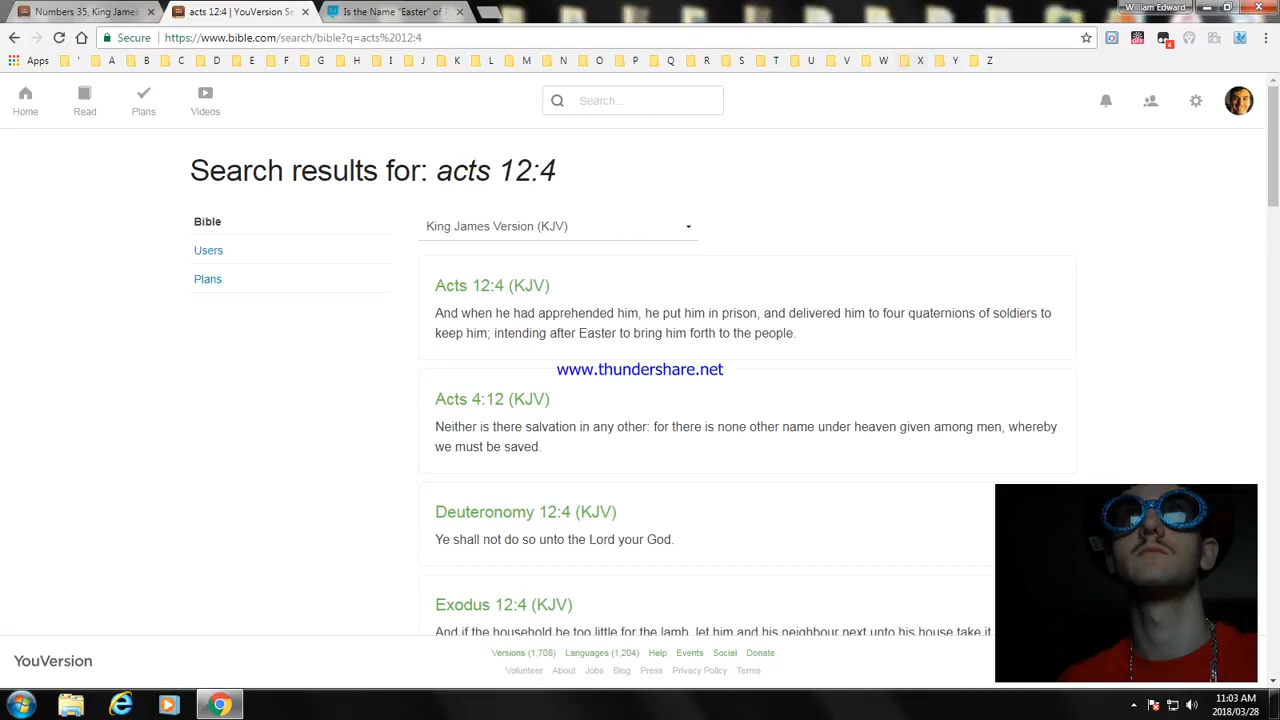 William Edward
Numbers 35, King James
acts 12:4 | YouVersion Se
Is the Name "Easter" of
Secure
https://www.bible.com/search/bible?q=acts%2012:4
OFF
4
Apps ' A B C D E F G H I J K L M N O P Q R S T U V W X Y Z
Home
Read
Plans
Videos
Search...
Search results for: acts 12:4
Bible
Users
Plans
King James Version (KJV)
Acts 12:4 (KJV)
And when he had apprehended him, he put him in prison, and delivered him to four quaternions of soldiers to
keep him; intending after Easter to bring him forth to the people.
www.thundershare.net
Acts 4:12 (KJV)
Neither is there salvation in any other: for there is none other name under heaven given among men, whereby
we must be saved.
Deuteronomy 12:4 (KJV)
Ye shall not do so unto the Lord your God.
Exodus 12:4 (KJV)
And if the household be too little for the lamb, let him and his neighbour next unto his house take it
YouVersion
Versions (1,708) Languages (1,204) Help Events Social Donate
Volunteer About Jobs Blog Press Privacy Policy Terms
11:03 AM
2018/03/28